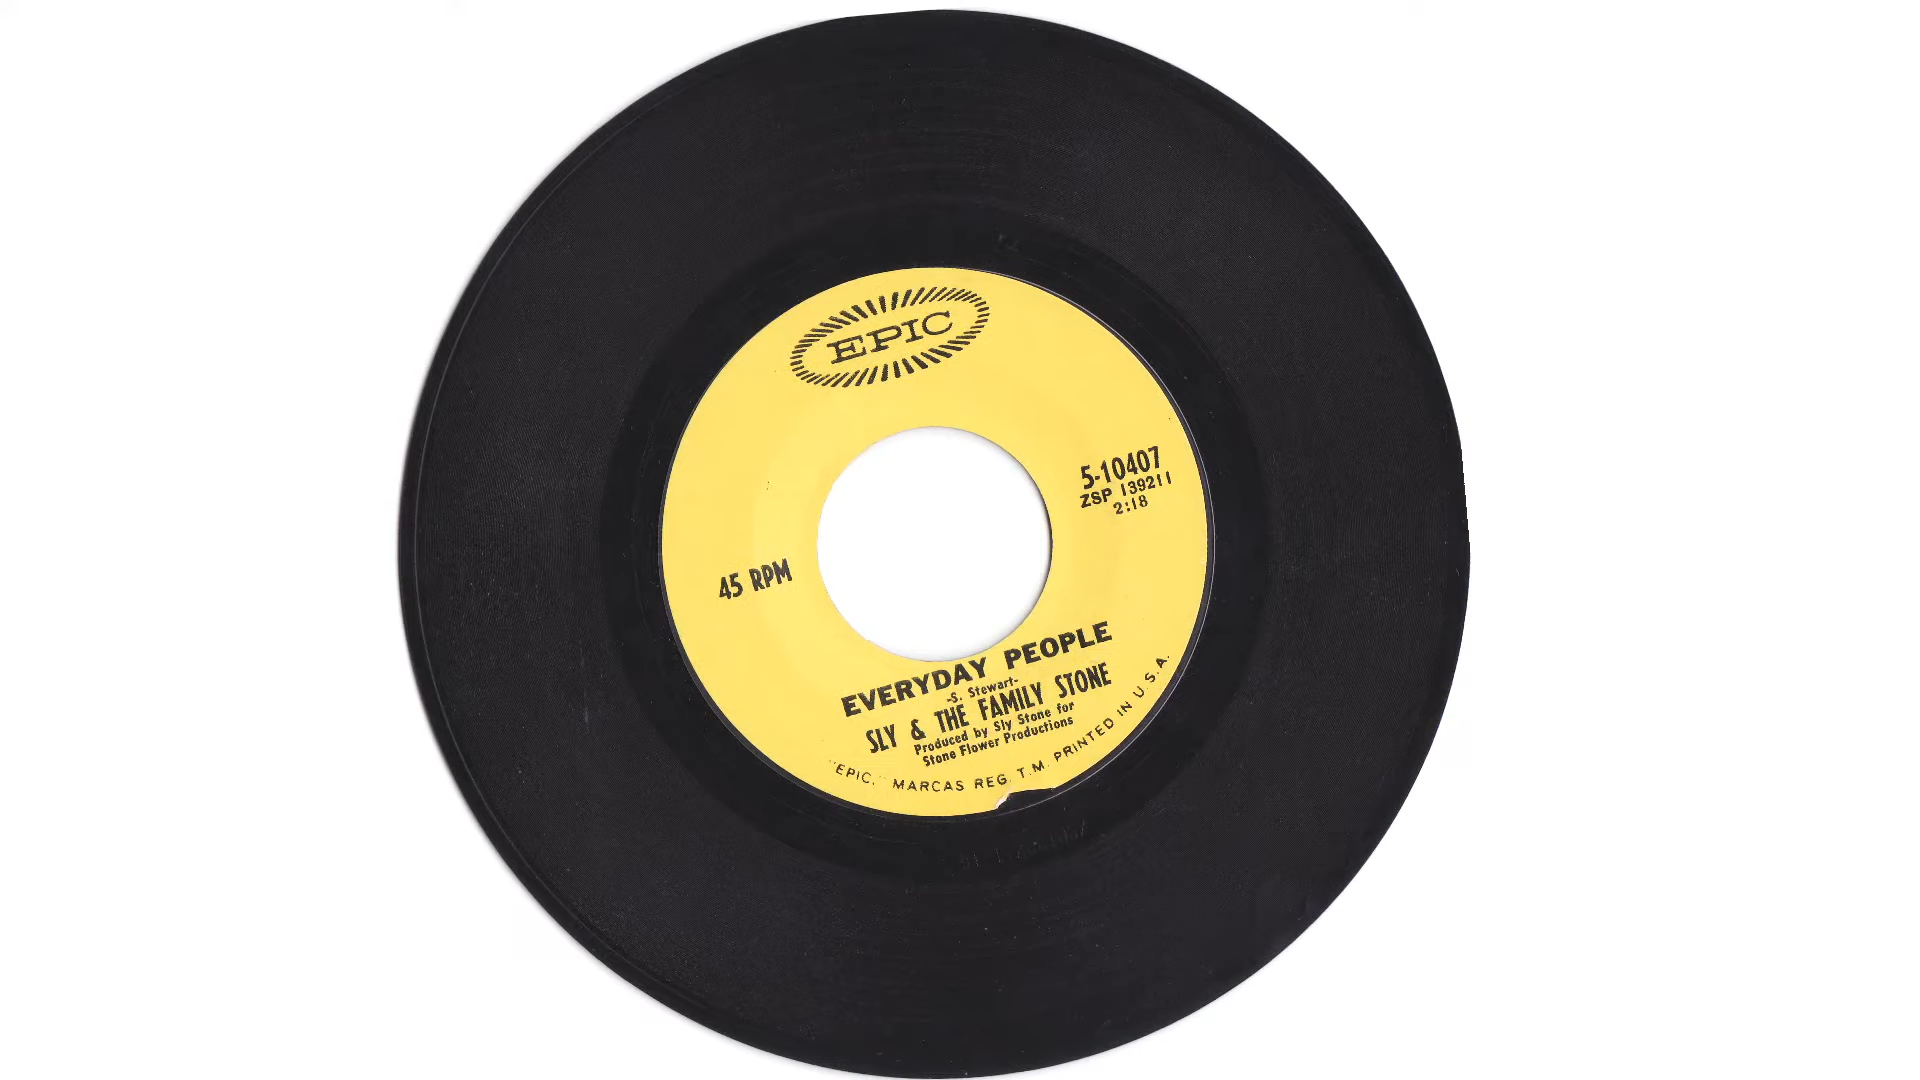 EPIC
5-10407
ZSP 139211
2:18
45 RPM
EVERYDAY PEOPLE
-S. Stewart-
SLY & THE FAMILY STONE
Produced by Sly Stone for
Stone Flower Productions
"EPIC," MARCAS REG. T.M. PRINTED IN U.S.A.